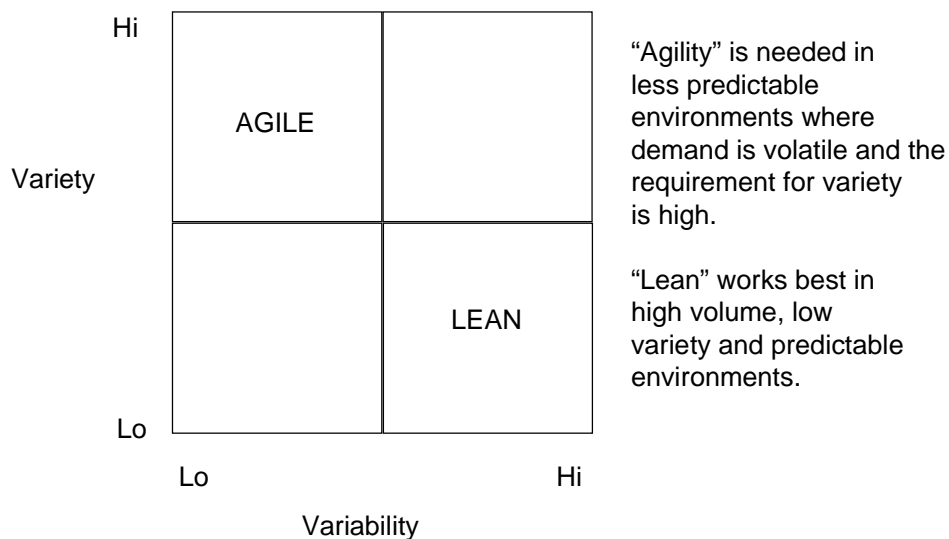 Hi
AGILE
Variety
LEAN
Lo
Lo
Hi
Variability
“Agility” is needed in
less predictable
environments where
demand is volatile and the
requirement for variety
is high.
“Lean” works best in
high volume, low
variety and predictable
environments.